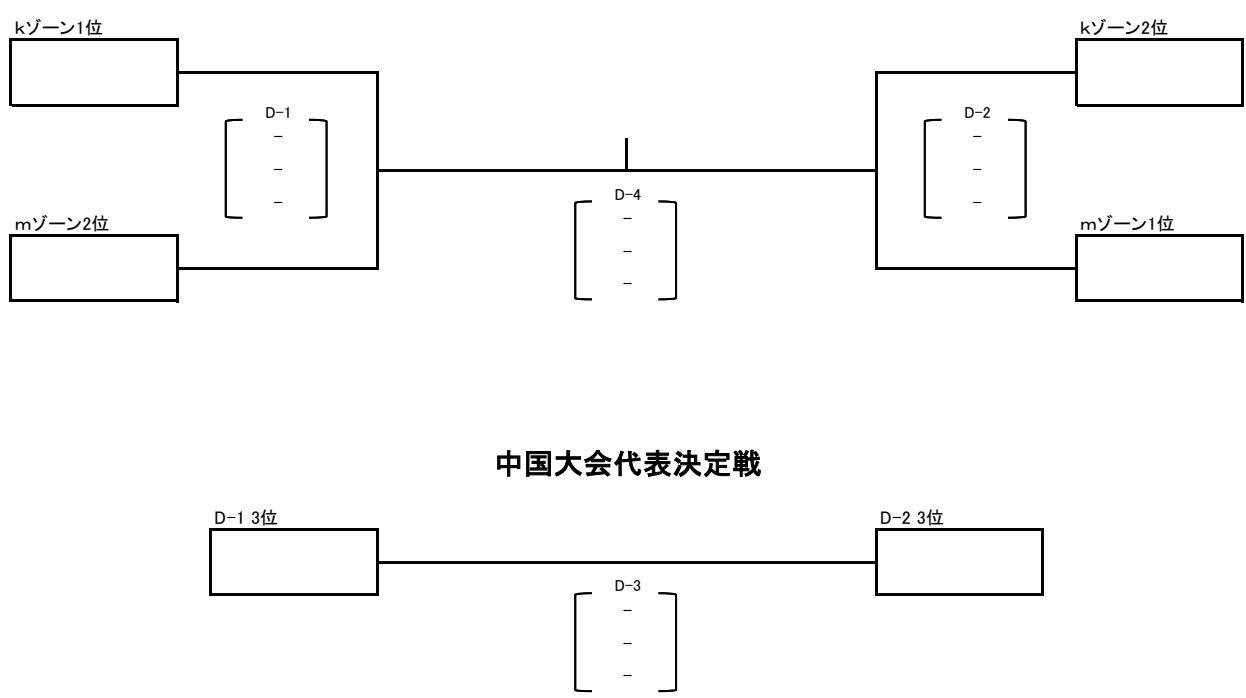 kゾーン1位
kゾーン2位
D-1
-
-
-
D-2
-
-
-
D-4
-
-
-
mゾーン2位
mゾーン1位
中国大会代表決定戦
D-1 3位
D-2 3位
D-3
-
-
-